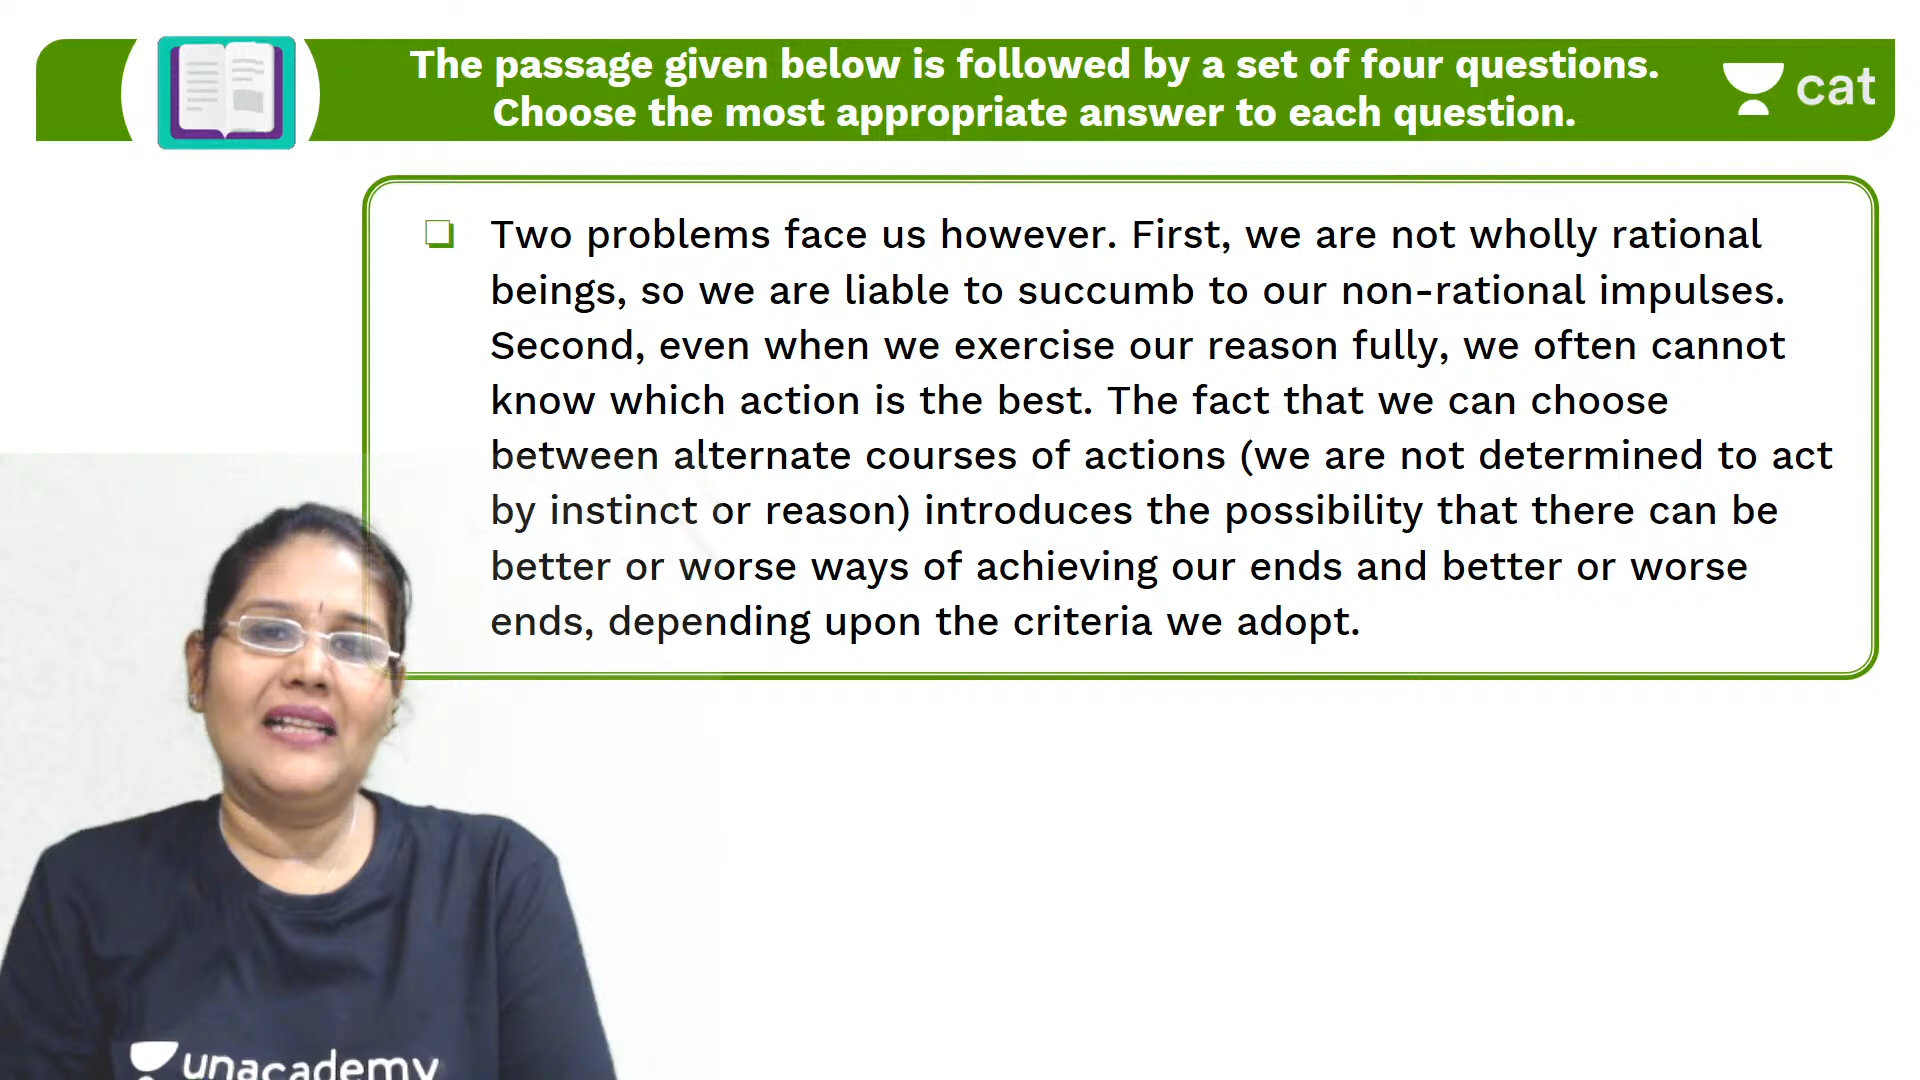 The passage given below is followed by a set of four questions.
Choose the most appropriate answer to each question.
cat
Two problems face us however. First, we are not wholly rational
beings, so we are liable to succumb to our non-rational impulses.
Second, even when we exercise our reason fully, we often cannot
know which action is the best. The fact that we can choose
between alternate courses of actions (we are not determined to act
by instinct or reason) introduces the possibility that there can be
better or worse ways of achieving our ends and better or worse
ends, depending upon the criteria we adopt.
unacademy